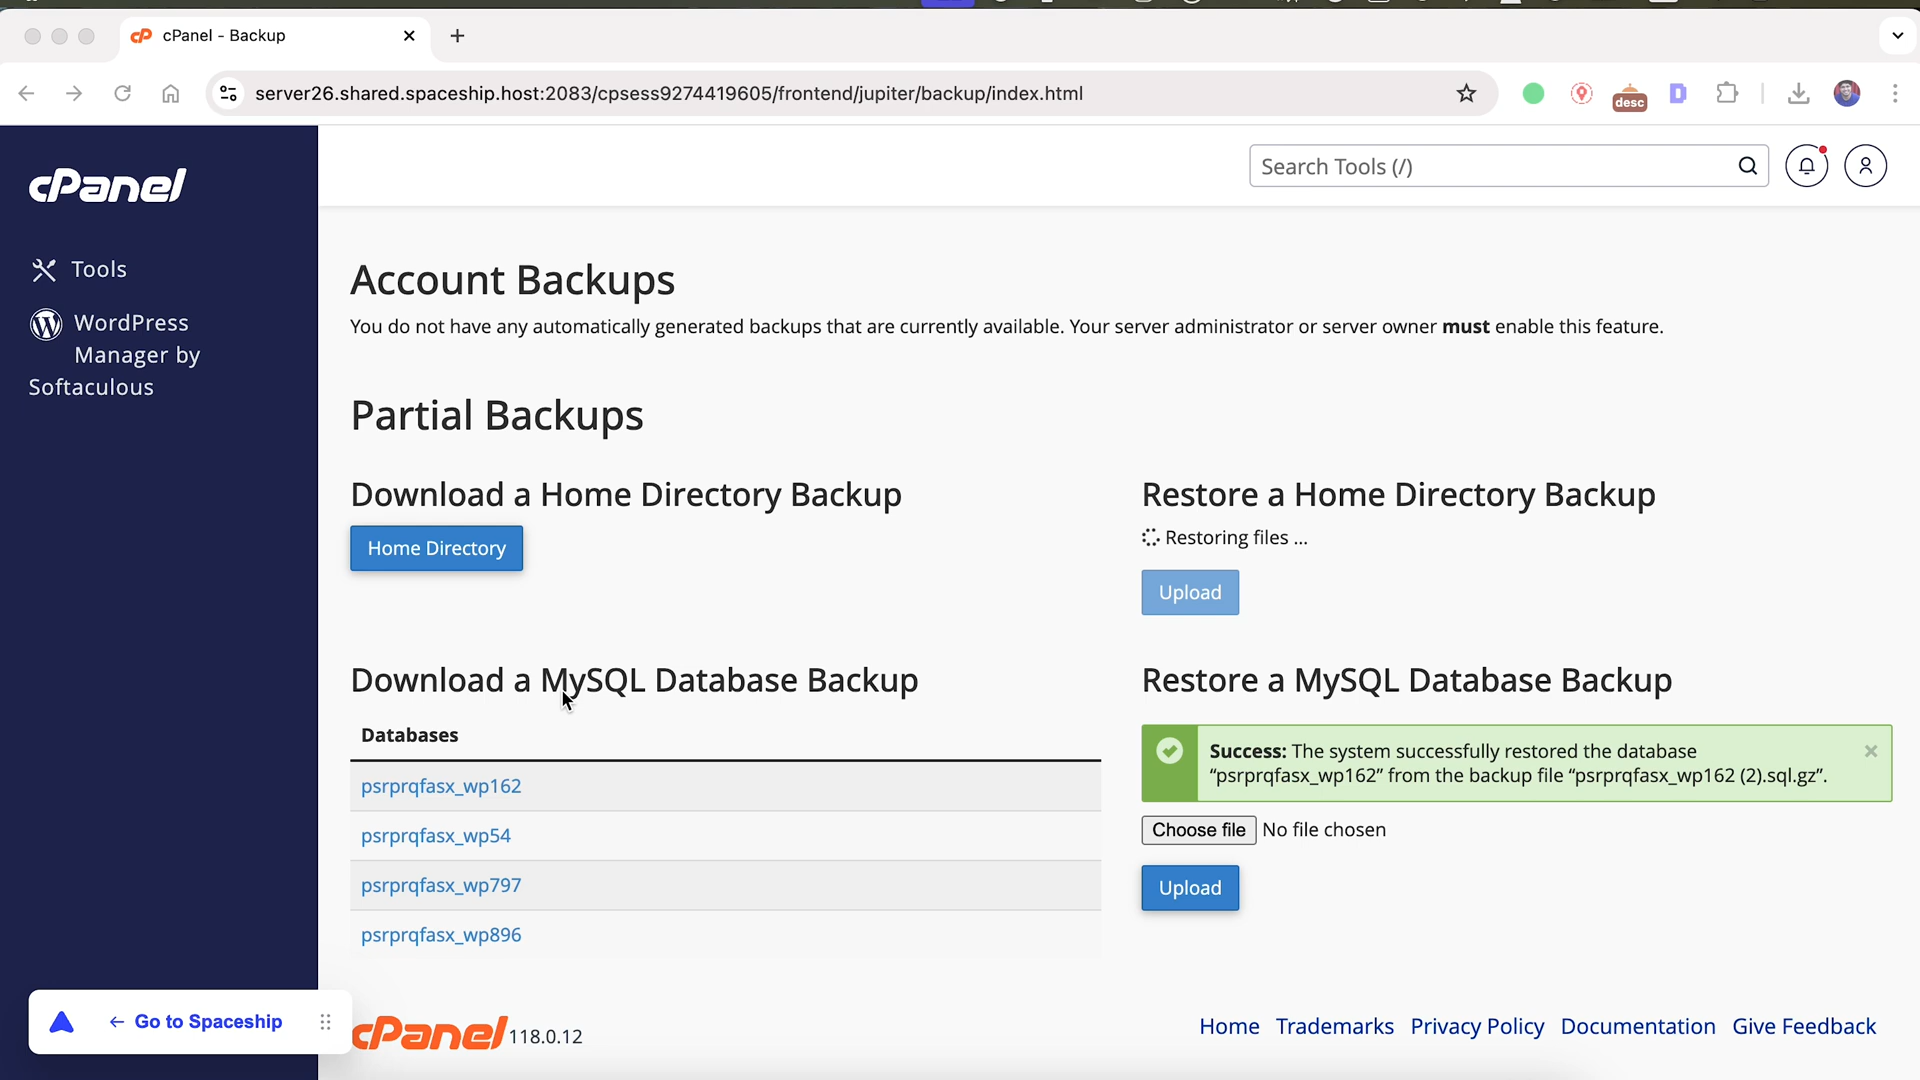 cPanel - Backup
server26.shared.spaceship.host:2083/cpsess9274419605/frontend/jupiter/backup/index.html
desc
D
cPanel
Search Tools (/)
Tools
WordPress
Manager by
Softaculous
Account Backups
You do not have any automatically generated backups that are currently available. Your server administrator or server owner must enable this feature.
Partial Backups
Download a Home Directory Backup
Home Directory
Restore a Home Directory Backup
Restoring files ...
Upload
Download a MySQL Database Backup
Databases
psrprqfasx_wp162
psrprqfasx_wp54
psrprqfasx_wp797
psrprqfasx_wp896
Restore a MySQL Database Backup
Success: The system successfully restored the database
“psrprqfasx_wp162” from the backup file “psrprqfasx_wp162 (2).sql.gz”.
Choose file No file chosen
Upload
← Go to Spaceship
cPanel 118.0.12
Home Trademarks Privacy Policy Documentation Give Feedback